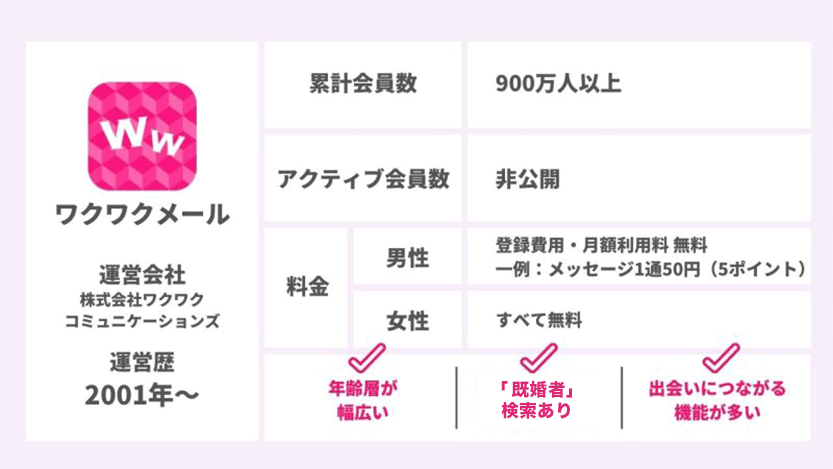 WW
ワクワクメール
運営会社
株式会社ワクワク
コミュニケーションズ
運営歴
2001年〜
累計会員数
900万人以上
アクティブ会員数
非公開
料金
男性
登録費用・月額利用料 無料
一例：メッセージ1通50円（5ポイント）
女性
すべて無料
年齢層が
幅広い
「既婚者」
検索あり
出会いにつながる
機能が多い